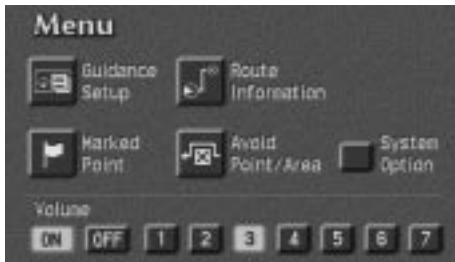 Menu
Guidance Setup
Route Information
Marked Point
Avoid Point/Area
System Option
Volume
ON OFF 1 2 3 4 5 6 7